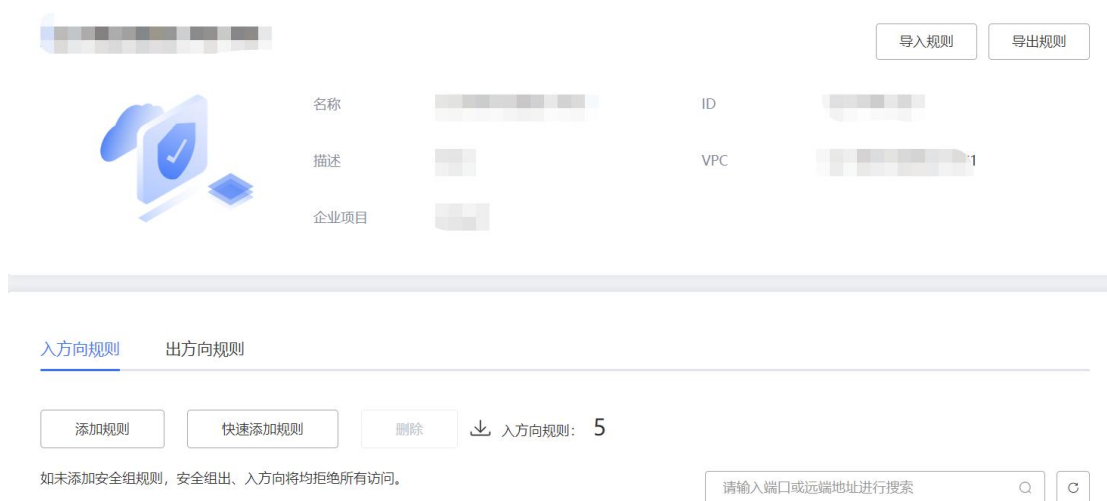 导入规则 导出规则
名称 ID
描述 VPC 1
企业项目
入方向规则 出方向规则
添加规则 快速添加规则 删除 入方向规则： 5
如未添加安全组规则，安全组出、入方向将均拒绝所有访问。
请输入端口或远端地址进行搜索